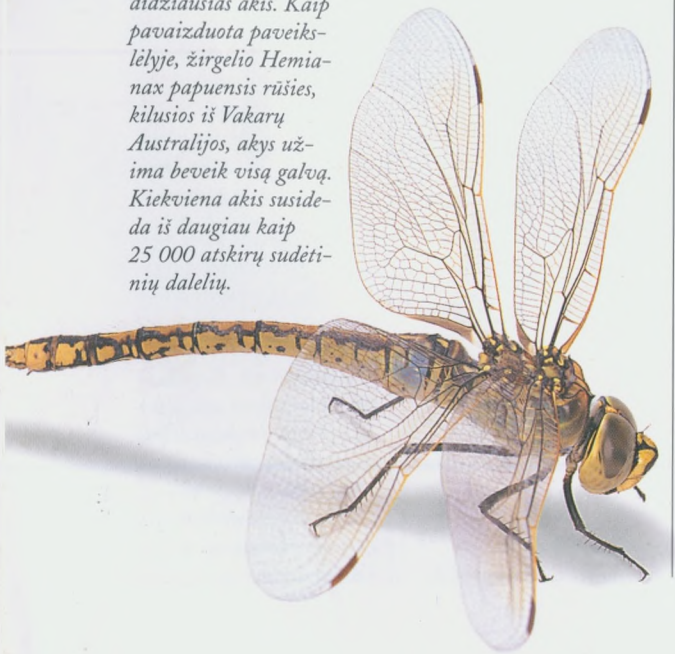 didžiausias akis. Kaip
pavaizduota paveiks-
lėlyje, žirgelio Hemia-
nax papuensis rūšies,
kilusios iš Vakarų
Australijos, akys už-
ima beveik visą galvą.
Kiekviena akis suside-
da iš daugiau kaip
25 000 atskirų sudėti-
nių dalelių.